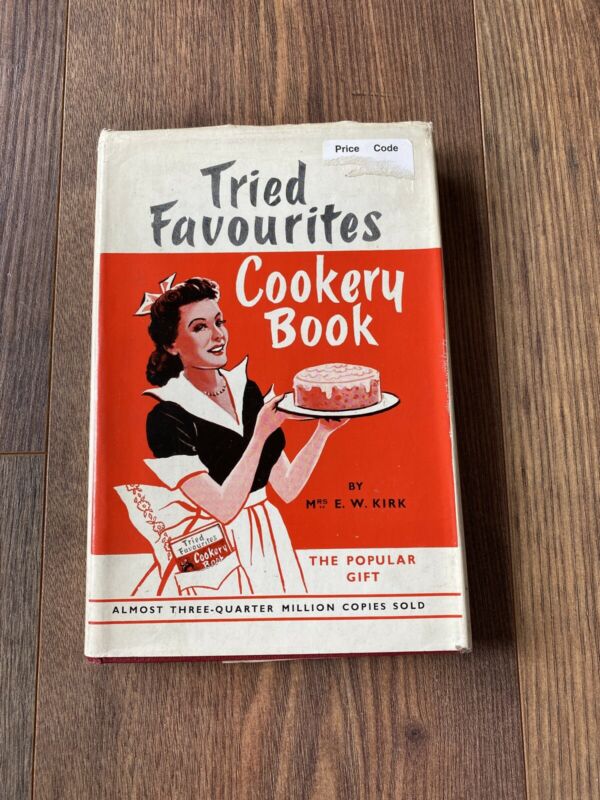 Price Code
Tried
Favourites
Cookery
Book
BY
MRS E. W. KIRK
Tried
Favourites
Cookery
Book
THE POPULAR
GIFT
ALMOST THREE-QUARTER MILLION COPIES SOLD